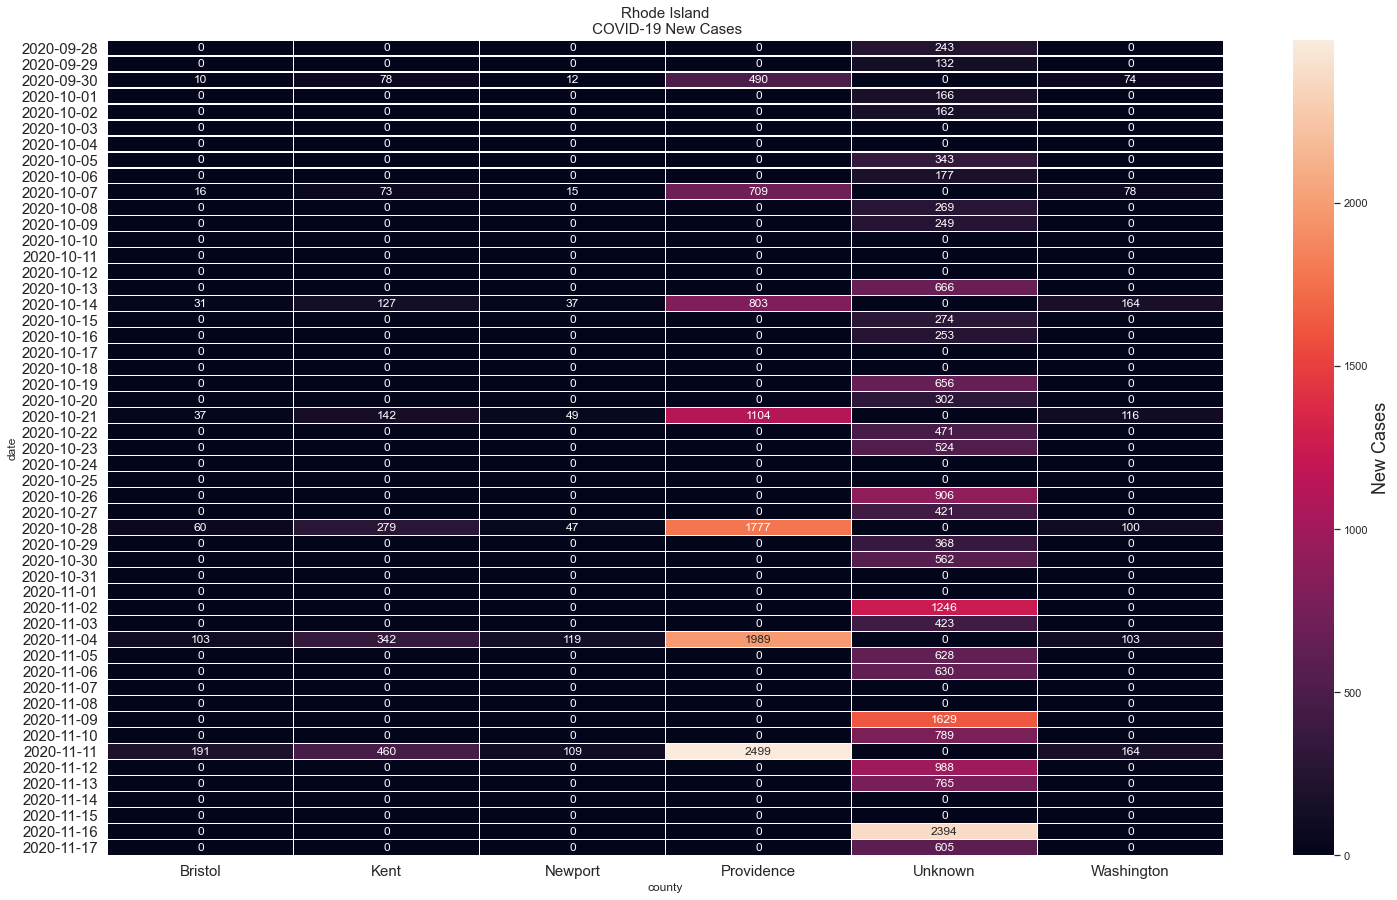 Rhode Island
COVID-19 New Cases
2020-09-28 0 0 0 0 243 0
2020-09-29 0 0 0 0 132 0
2020-09-30 10 78 12 490 0 74
2020-10-01 0 0 0 0 166 0
2020-10-02 0 0 0 0 162 0
2020-10-03 0 0 0 0 0 0
2020-10-04 0 0 0 0 0 0
2020-10-05 0 0 0 0 343 0
2020-10-06 0 0 0 0 177 0
2020-10-07 16 73 15 709 0 78
2020-10-08 0 0 0 0 269 0
2020-10-09 0 0 0 0 249 0
2020-10-10 0 0 0 0 0 0
2020-10-11 0 0 0 0 0 0
2020-10-12 0 0 0 0 0 0
2020-10-13 0 0 0 0 666 0
2020-10-14 31 127 37 803 0 164
2020-10-15 0 0 0 0 274 0
2020-10-16 0 0 0 0 253 0
2020-10-17 0 0 0 0 0 0
2020-10-18 0 0 0 0 0 0
2020-10-19 0 0 0 0 656 0
2020-10-20 0 0 0 0 302 0
2020-10-21 37 142 49 1104 0 116
2020-10-22 0 0 0 0 471 0
2020-10-23 0 0 0 0 524 0
2020-10-24 0 0 0 0 0 0
2020-10-25 0 0 0 0 0 0
2020-10-26 0 0 0 0 906 0
2020-10-27 0 0 0 0 421 0
2020-10-28 60 279 47 1777 0 100
2020-10-29 0 0 0 0 368 0
2020-10-30 0 0 0 0 562 0
2020-10-31 0 0 0 0 0 0
2020-11-01 0 0 0 0 0 0
2020-11-02 0 0 0 0 1246 0
2020-11-03 0 0 0 0 423 0
2020-11-04 103 342 119 1989 0 103
2020-11-05 0 0 0 0 628 0
2020-11-06 0 0 0 0 630 0
2020-11-07 0 0 0 0 0 0
2020-11-08 0 0 0 0 0 0
2020-11-09 0 0 0 0 1629 0
2020-11-10 0 0 0 0 789 0
2020-11-11 191 460 109 2499 0 164
2020-11-12 0 0 0 0 988 0
2020-11-13 0 0 0 0 765 0
2020-11-14 0 0 0 0 0 0
2020-11-15 0 0 0 0 0 0
2020-11-16 0 0 0 0 2394 0
2020-11-17 0 0 0 0 605 0
Bristol Kent Newport Providence Unknown Washington
county
date
2000
1500
1000
500
0
New Cases